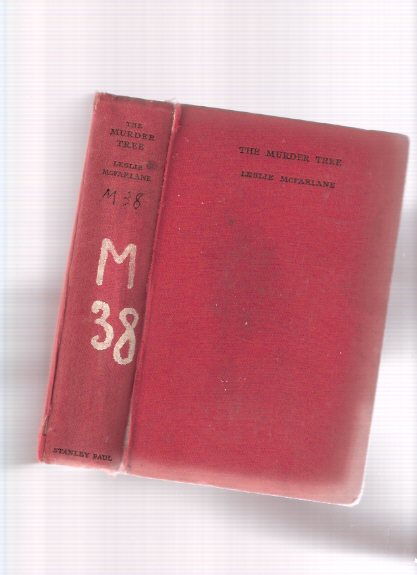 THE
MURDER
TREE
LESLIE
McFARLANE
M 38
M
38
STANLEY PAUL
THE MURDER TREE
LESLIE McFARLANE